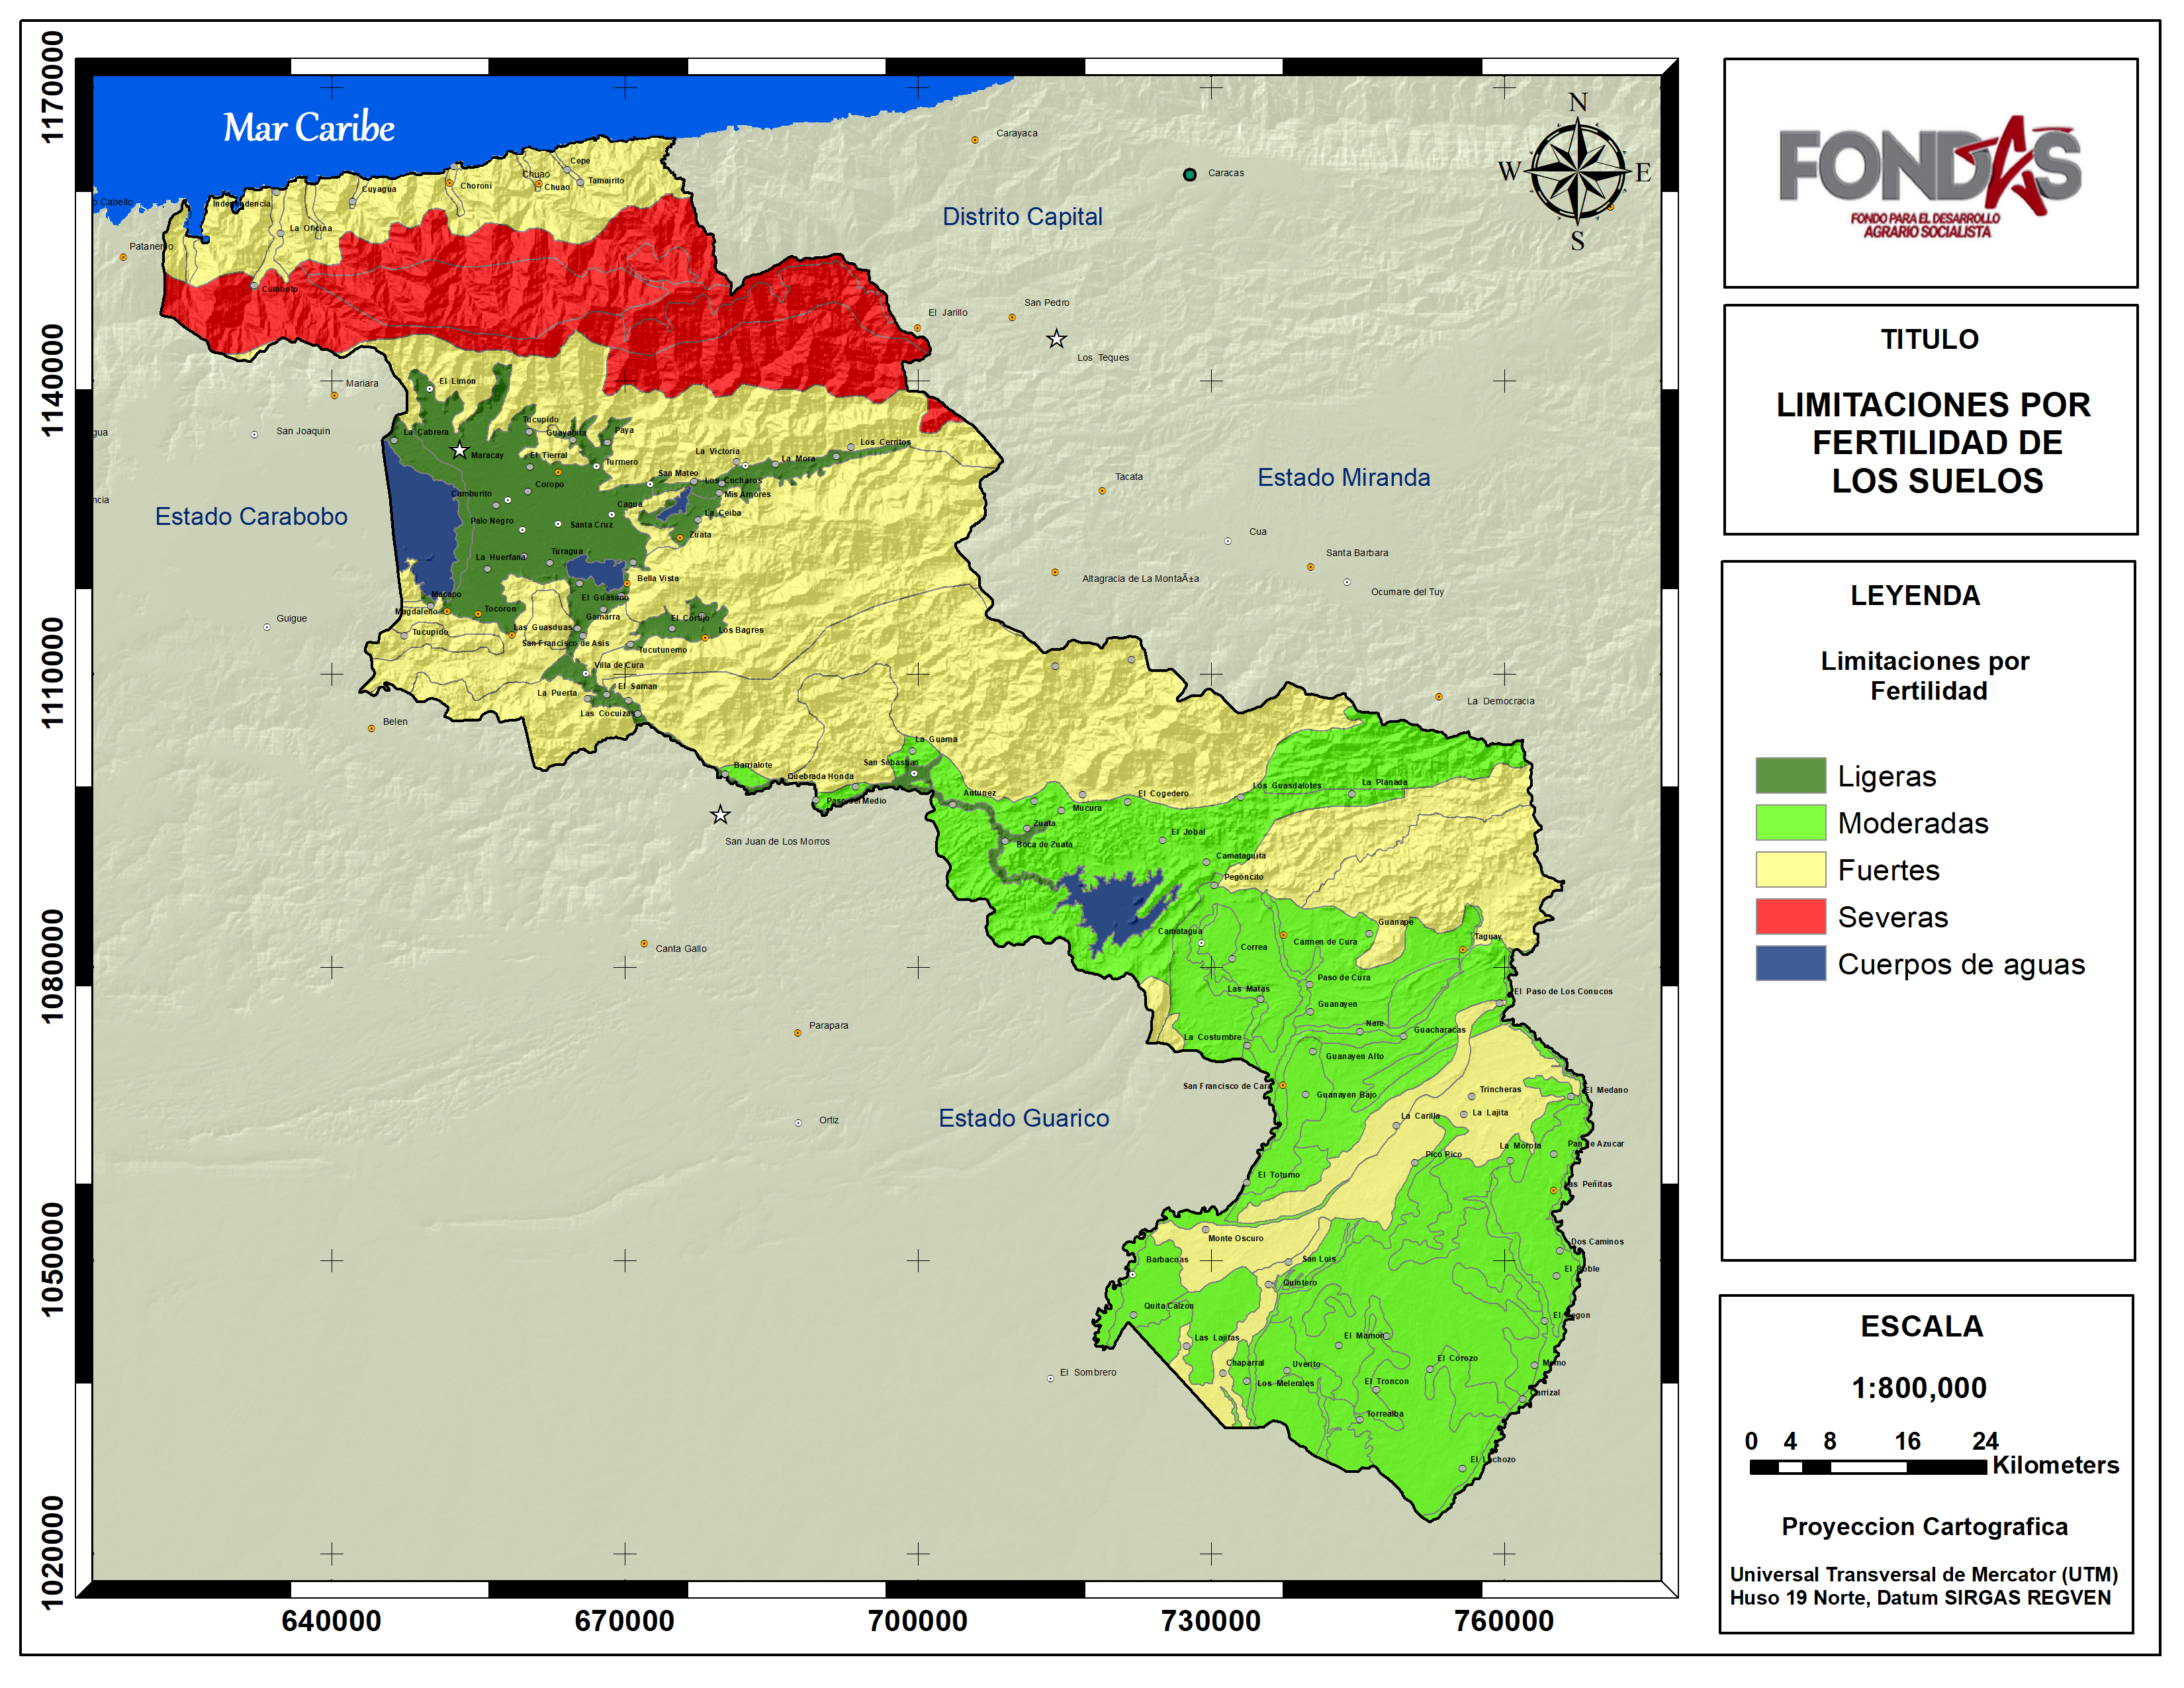 1170000
1140000
1110000
1080000
1050000
1020000
640000
670000
700000
730000
760000
Mar Caribe
N
W
E
S
Carayaca
Caracas
Distrito Capital
o Cabello
Patanemo
Independencia
Cuyagua
Choroni
Chuao
Chuao
Cepe
Tamairito
La Oficina
Cumboto
El Jarillo
San Pedro
Los Teques
Mariara
San Joaquin
gua
ncia
Estado Carabobo
Estado Miranda
Tacata
Cua
Santa Barbara
Altagracia de La MontaÃ±a
Ocumare del Tuy
Guigue
Belen
La Democracia
El Limon
La Cabrera
Maracay
Tucupido
Guayabita
Paya
El Tierral
Turmero
Camburito
Coropo
La Victoria
La Mora
Los Cerritos
San Mateo
Los Cucharos
Mis Amores
Cagua
Palo Negro
Santa Cruz
La Ceiba
Zuata
La Huerfana
Turagua
Bella Vista
Macapo
Magdaleno
Tocoron
El Guasimo
Gamarra
El Cortijo
Los Bagres
Tucupido
Las Guasduas
San Francisco de Asis
Tucutunemo
Villa de Cura
La Puerta
El Saman
Las Cocuizas
La Guama
Barrialote
Quebrada Honda
San Sebastian
Paso del Medio
Antunez
San Juan de Los Morros
Mucura
El Cogedero
Los Guasdalotes
La Planada
Zuata
Boca de Zuata
El Jobal
Camataguita
Pegoncito
Camatagua
Correa
Carmen de Cura
Guanape
Taguay
Canta Gallo
Paso de Cura
Las Matas
Guanayen
El Paso de Los Conucos
Parapara
La Costumbre
Nare
Guacharacas
Guanayen Alto
San Francisco de Cara
Guanayen Bajo
Trincheras
El Medano
La Carilla
La Lajita
Estado Guarico
Ortiz
La Morota
Pan de Azucar
Pico Pico
El Totumo
Las Peñitas
Monte Oscuro
Dos Caminos
Barbacoas
San Luis
El Roble
Quintero
Quita Calzon
Las Lajitas
El Mamon
El Sombrero
Chaparral
Uverito
El Corozo
Los Melerales
El Troncon
Torrealba
FONDAS
FONDO PARA EL DESARROLLO
AGRARIO SOCIALISTA
TITULO
LIMITACIONES POR
FERTILIDAD DE
LOS SUELOS
LEYENDA
Limitaciones por
Fertilidad
Ligeras
Moderadas
Fuertes
Severas
Cuerpos de aguas
ESCALA
1:800,000
0 4 8 16 24
Kilometers
Proyeccion Cartografica
Universal Transversal de Mercator (UTM)
Huso 19 Norte, Datum SIRGAS REGVEN